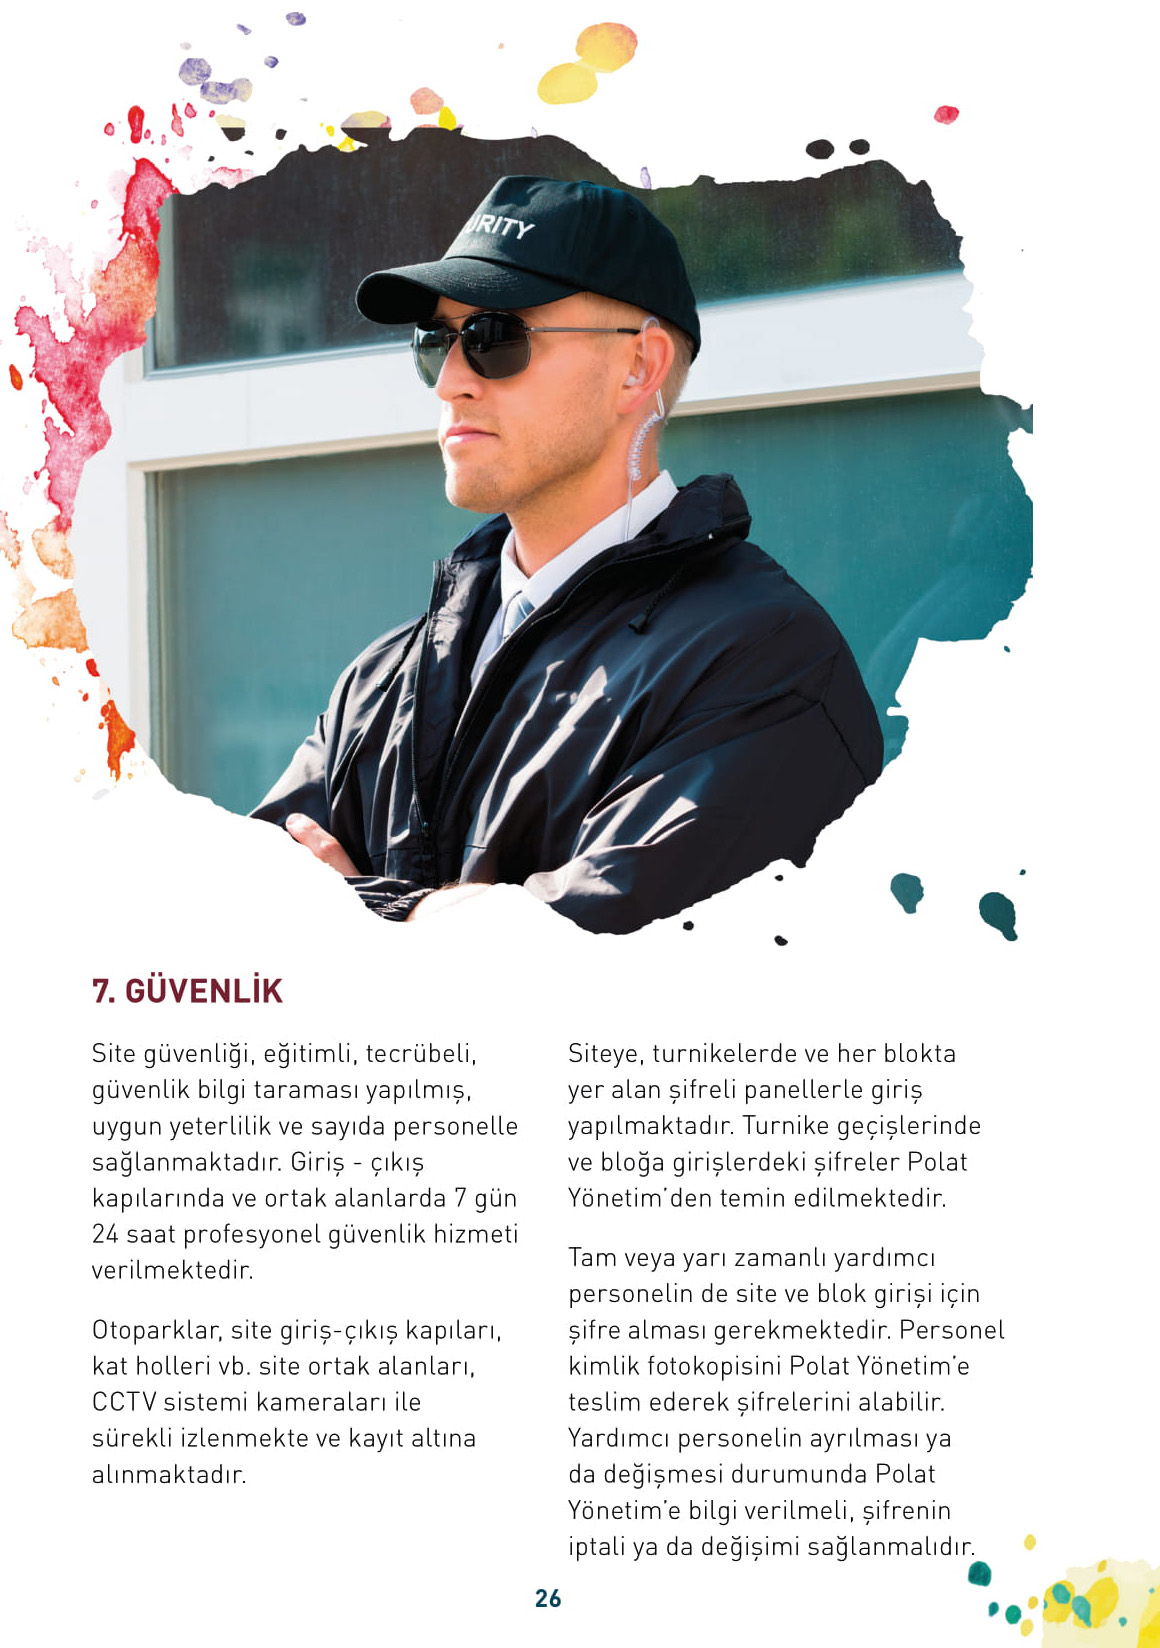 URITY
7. GÜVENLİK
Site güvenliği, eğitimli, tecrübeli,
güvenlik bilgi taraması yapılmış,
uygun yeterlilik ve sayıda personelle
sağlanmaktadır. Giriş - çıkış
kapılarında ve ortak alanlarda 7 gün
24 saat profesyonel güvenlik hizmeti
verilmektedir.
Otoparklar, site giriş-çıkış kapıları,
kat holleri vb. site ortak alanları,
CCTV sistemi kameraları ile
sürekli izlenmekte ve kayıt altına
alınmaktadır.
Siteye, turnikelerde ve her blokta
yer alan şifreli panellerle giriş
yapılmaktadır. Turnike geçişlerinde
ve bloğa girişlerdeki şifreler Polat
Yönetim’den temin edilmektedir.
Tam veya yarı zamanlı yardımcı
personelin de site ve blok girişi için
şifre alması gerekmektedir. Personel
kimlik fotokopisini Polat Yönetim’e
teslim ederek şifrelerini alabilir.
Yardımcı personelin ayrılması ya
da değişmesi durumunda Polat
Yönetim’e bilgi verilmeli, şifrenin
iptali ya da değişimi sağlanmalıdır.
26